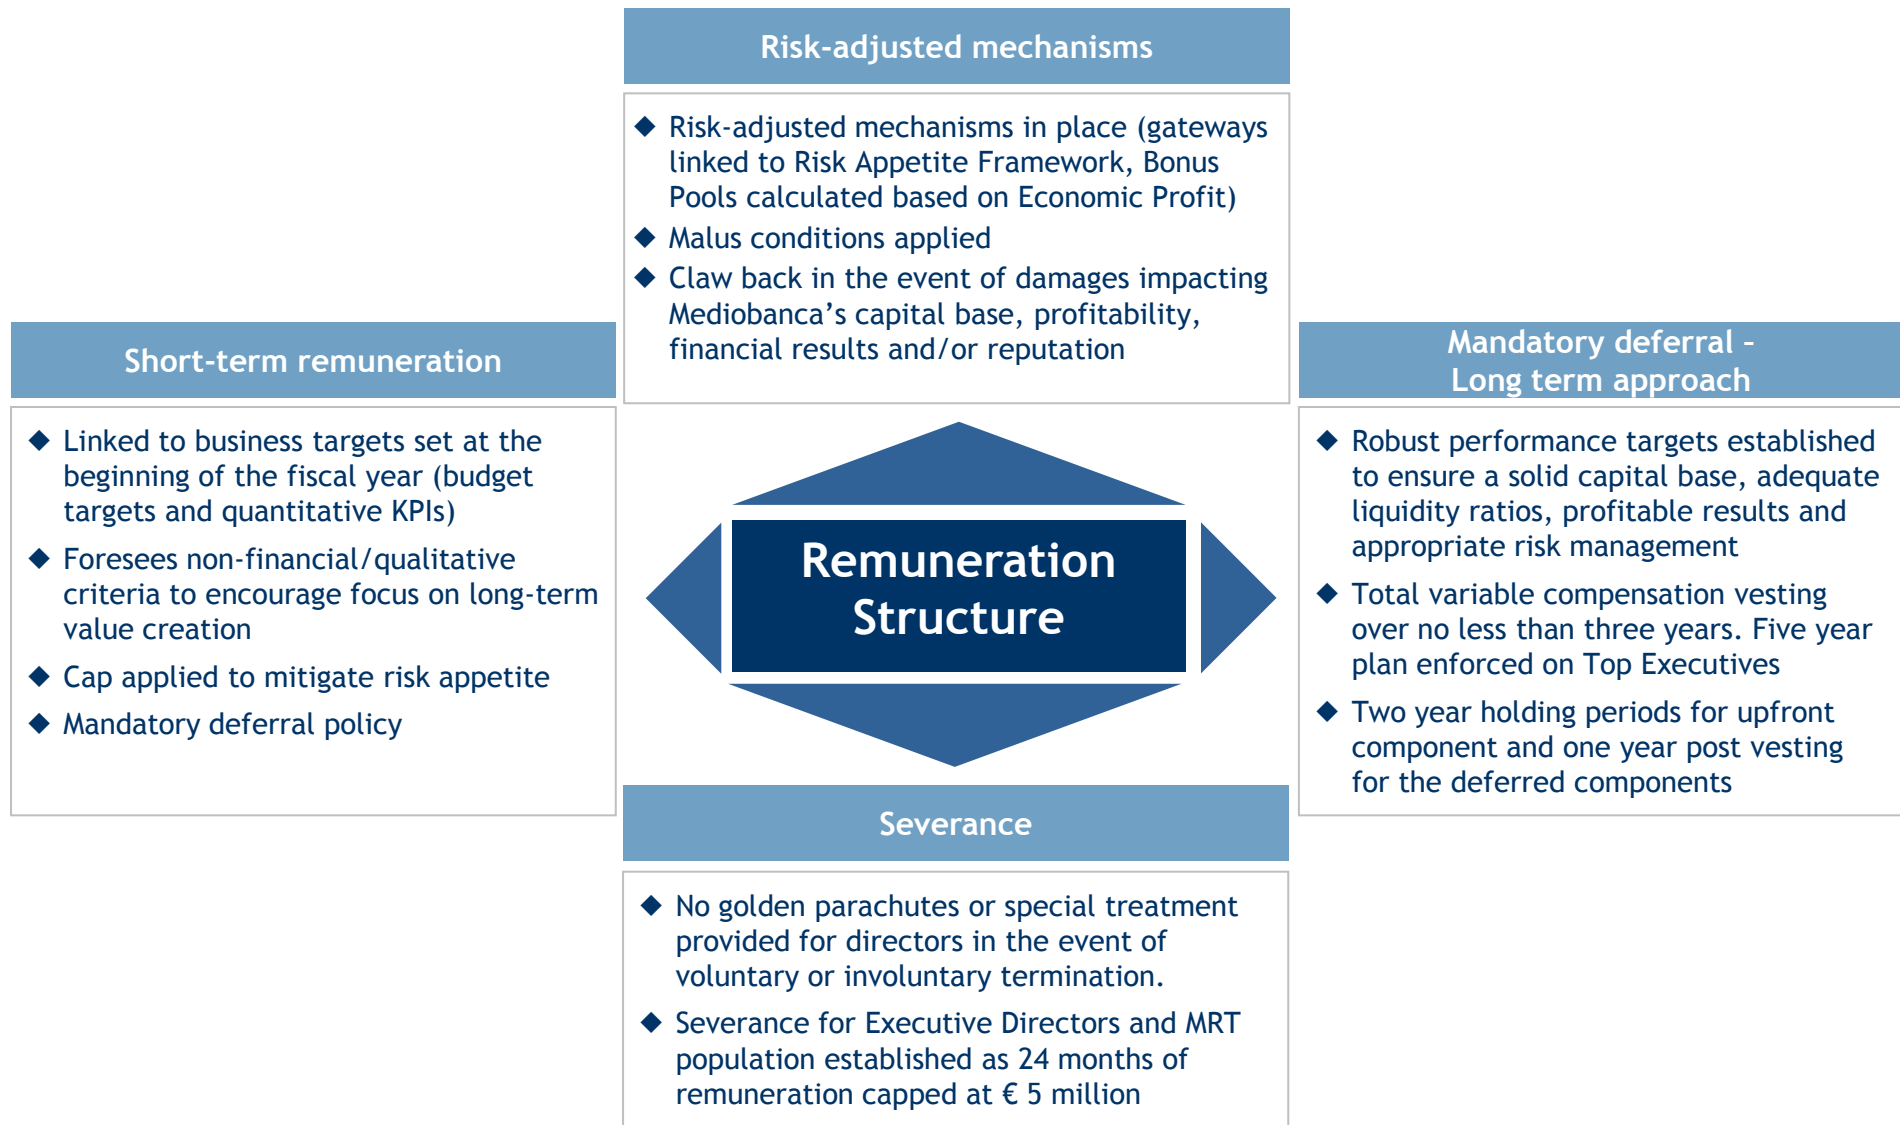 Risk-adjusted mechanisms
◆ Risk-adjusted mechanisms in place (gateways
linked to Risk Appetite Framework, Bonus
Pools calculated based on Economic Profit)
◆ Malus conditions applied
◆ Claw back in the event of damages impacting
Mediobanca’s capital base, profitability,
financial results and/or reputation
Short-term remuneration
◆ Linked to business targets set at the
beginning of the fiscal year (budget
targets and quantitative KPIs)
◆ Foresees non-financial/qualitative
criteria to encourage focus on long-term
value creation
◆ Cap applied to mitigate risk appetite
◆ Mandatory deferral policy
Remuneration
Structure
Mandatory deferral –
Long term approach
◆ Robust performance targets established
to ensure a solid capital base, adequate
liquidity ratios, profitable results and
appropriate risk management
◆ Total variable compensation vesting
over no less than three years. Five year
plan enforced on Top Executives
◆ Two year holding periods for upfront
component and one year post vesting
for the deferred components
Severance
◆ No golden parachutes or special treatment
provided for directors in the event of
voluntary or involuntary termination.
◆ Severance for Executive Directors and MRT
population established as 24 months of
remuneration capped at € 5 million